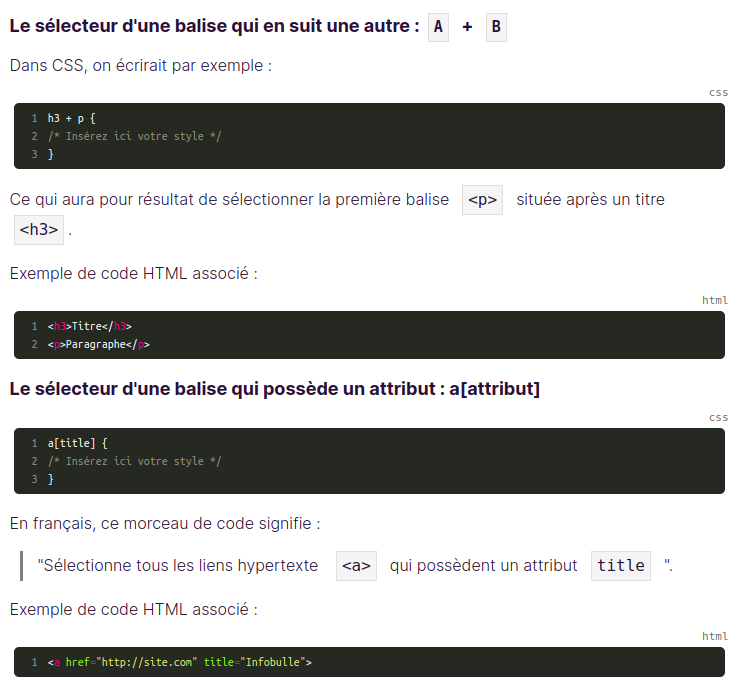 Le sélecteur d'une balise qui en suit une autre : A + B
Dans CSS, on écrirait par exemple :
css
1 h3 + p {
2 /* Insérez ici votre style */
3 }
Ce qui aura pour résultat de sélectionner la première balise <p> située après un titre
<h3> .
Exemple de code HTML associé :
html
1 <h3>Titre</h3>
2 <p>Paragraphe</p>
Le sélecteur d'une balise qui possède un attribut : a[attribut]
css
1 a[title] {
2 /* Insérez ici votre style */
3 }
En français, ce morceau de code signifie :
"Sélectionne tous les liens hypertexte <a> qui possèdent un attribut title ".
Exemple de code HTML associé :
html
1 <a href="http://site.com" title="Infobulle">